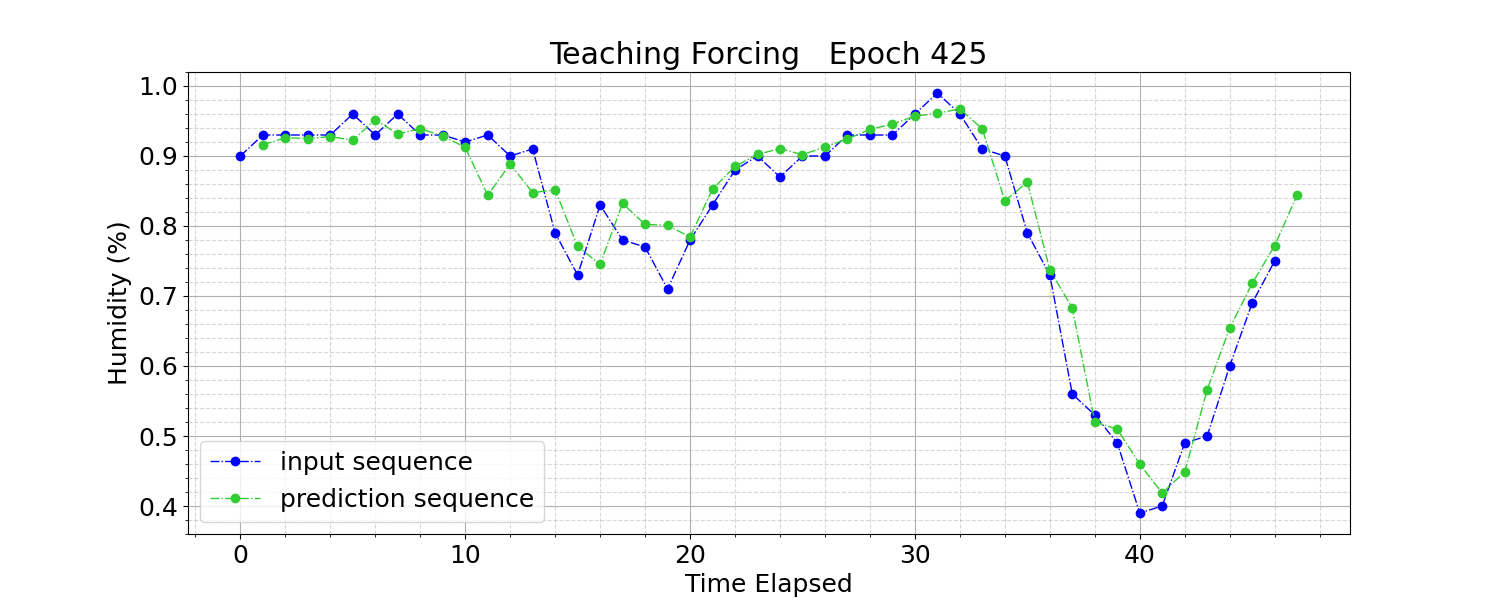 Teaching Forcing   Epoch 425
1.0
0.9
0.8
0.7
0.6
0.5
0.4
Humidity (%)
input sequence
prediction sequence
0 10 20 30 40
Time Elapsed